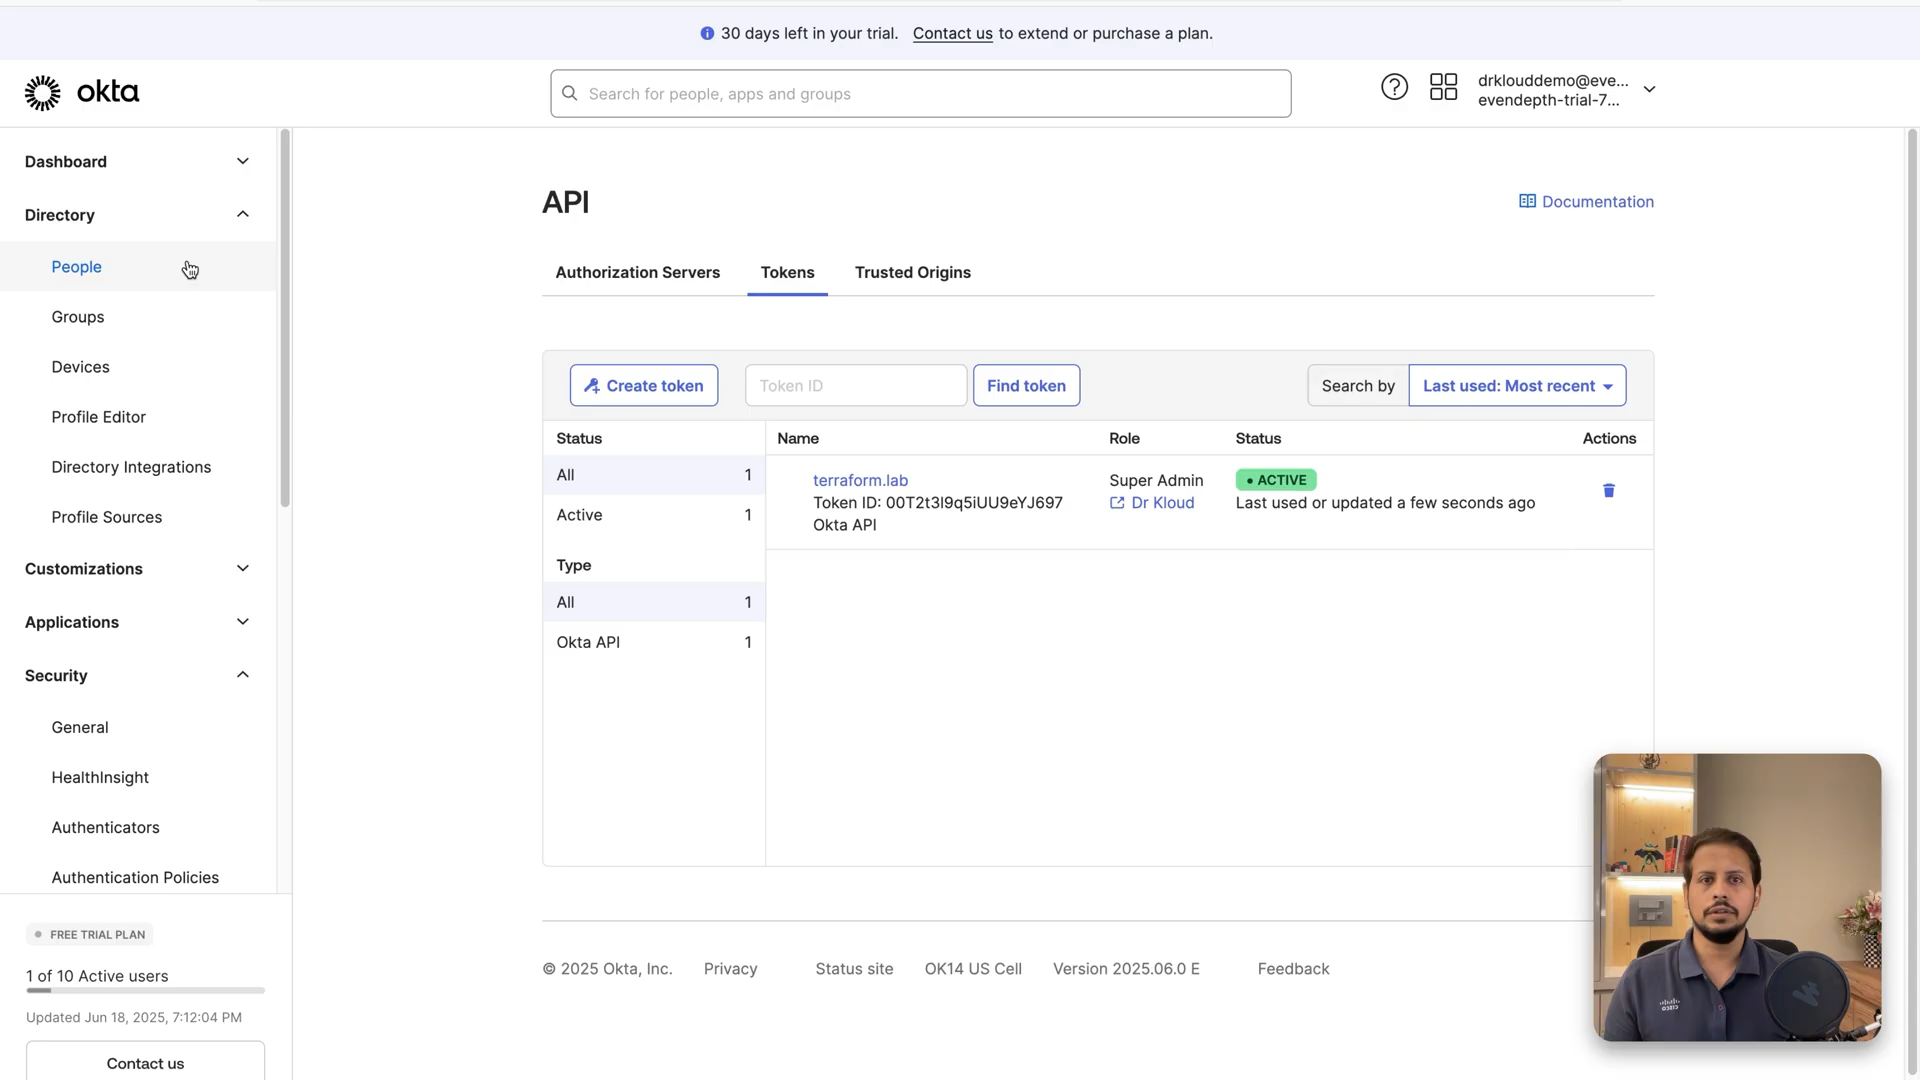 30 days left in your trial. Contact us to extend or purchase a plan.
okta
Search for people, apps and groups
drklouddemo@eve...
evendepth-trial-7...
Dashboard
Directory
People
Groups
Devices
Profile Editor
Directory Integrations
Profile Sources
Customizations
Applications
Security
General
HealthInsight
Authenticators
Authentication Policies
FREE TRIAL PLAN
1 of 10 Active users
Updated Jun 18, 2025, 7:12:04 PM
Contact us
API
Documentation
Authorization Servers Tokens Trusted Origins
Create token Token ID Find token Search by Last used: Most recent
Status
All 1
Active 1
Type
All 1
Okta API 1
Name Role Status Actions
terraform.lab Super Admin ACTIVE
Token ID: 00T2t3l9q5iUU9eYJ697 Dr Kloud Last used or updated a few seconds ago
Okta API
© 2025 Okta, Inc. Privacy Status site OK14 US Cell Version 2025.06.0 E Feedback
cisco